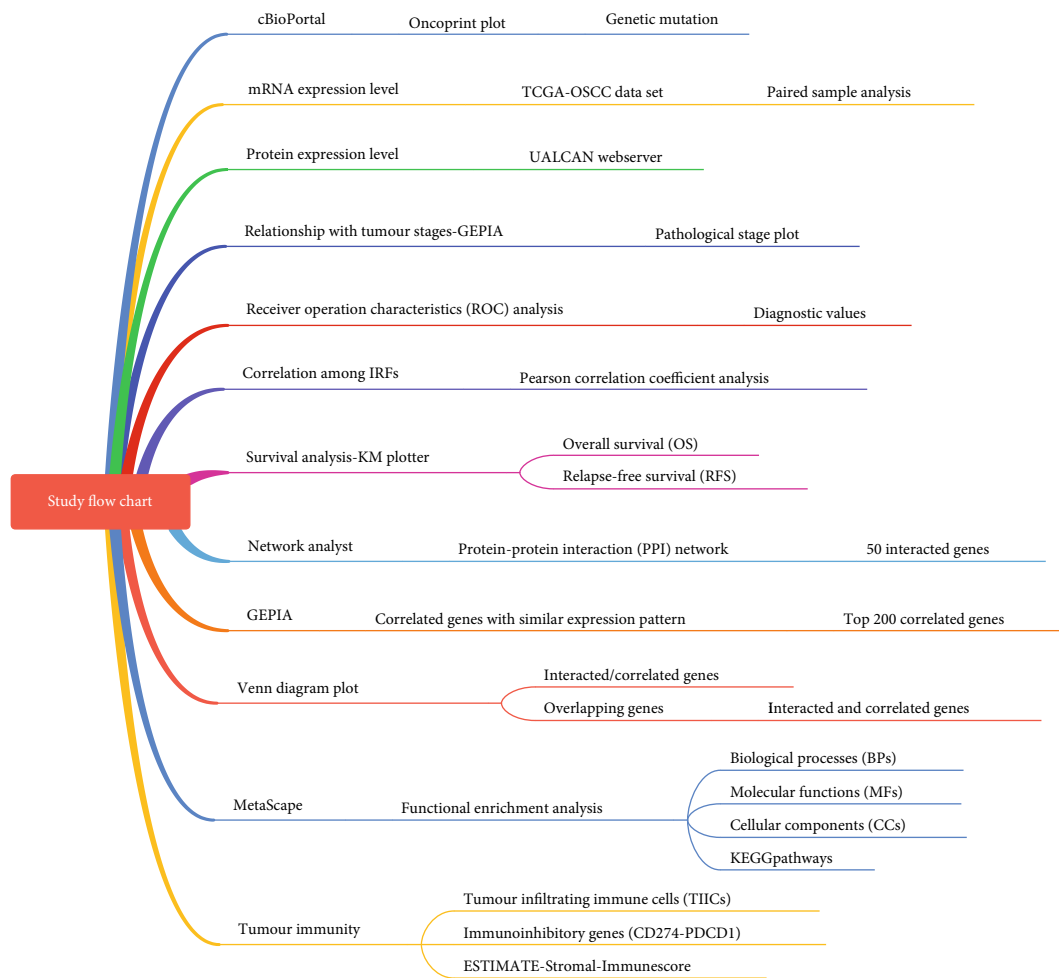 cBioPortal Oncoprint plot Genetic mutation
mRNA expression level TCGA-OSCC data set Paired sample analysis
Protein expression level UALCAN webserver
Relationship with tumour stages-GEPIA Pathological stage plot
Receiver operation characteristics (ROC) analysis Diagnostic values
Correlation among IRFs Pearson correlation coefficient analysis
Overall survival (OS)
Survival analysis-KM plotter
Relapse-free survival (RFS)
Study flow chart
Network analyst Protein-protein interaction (PPI) network 50 interacted genes
GEPIA Correlated genes with similar expression pattern Top 200 correlated genes
Interacted/correlated genes
Venn diagram plot
Overlapping genes Interacted and correlated genes
Biological processes (BPs)
Molecular functions (MFs)
MetaScape Functional enrichment analysis
Cellular components (CCs)
KEGGpathways
Tumour infiltrating immune cells (TIICs)
Tumour immunity
Immunoinhibitory genes (CD274-PDCD1)
ESTIMATE-Stromal-Immunescore